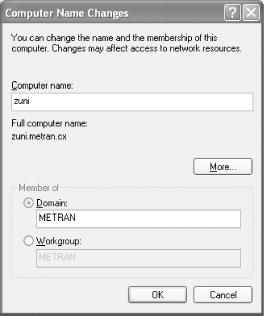 Computer Name Changes
You can change the name and the membership of this
computer. Changes may affect access to network resources.
Computer name:
zuni
Full computer name:
zuni.metran.cx
More...
Member of
Domain:
METRAN
Workgroup:
METRAN
OK Cancel